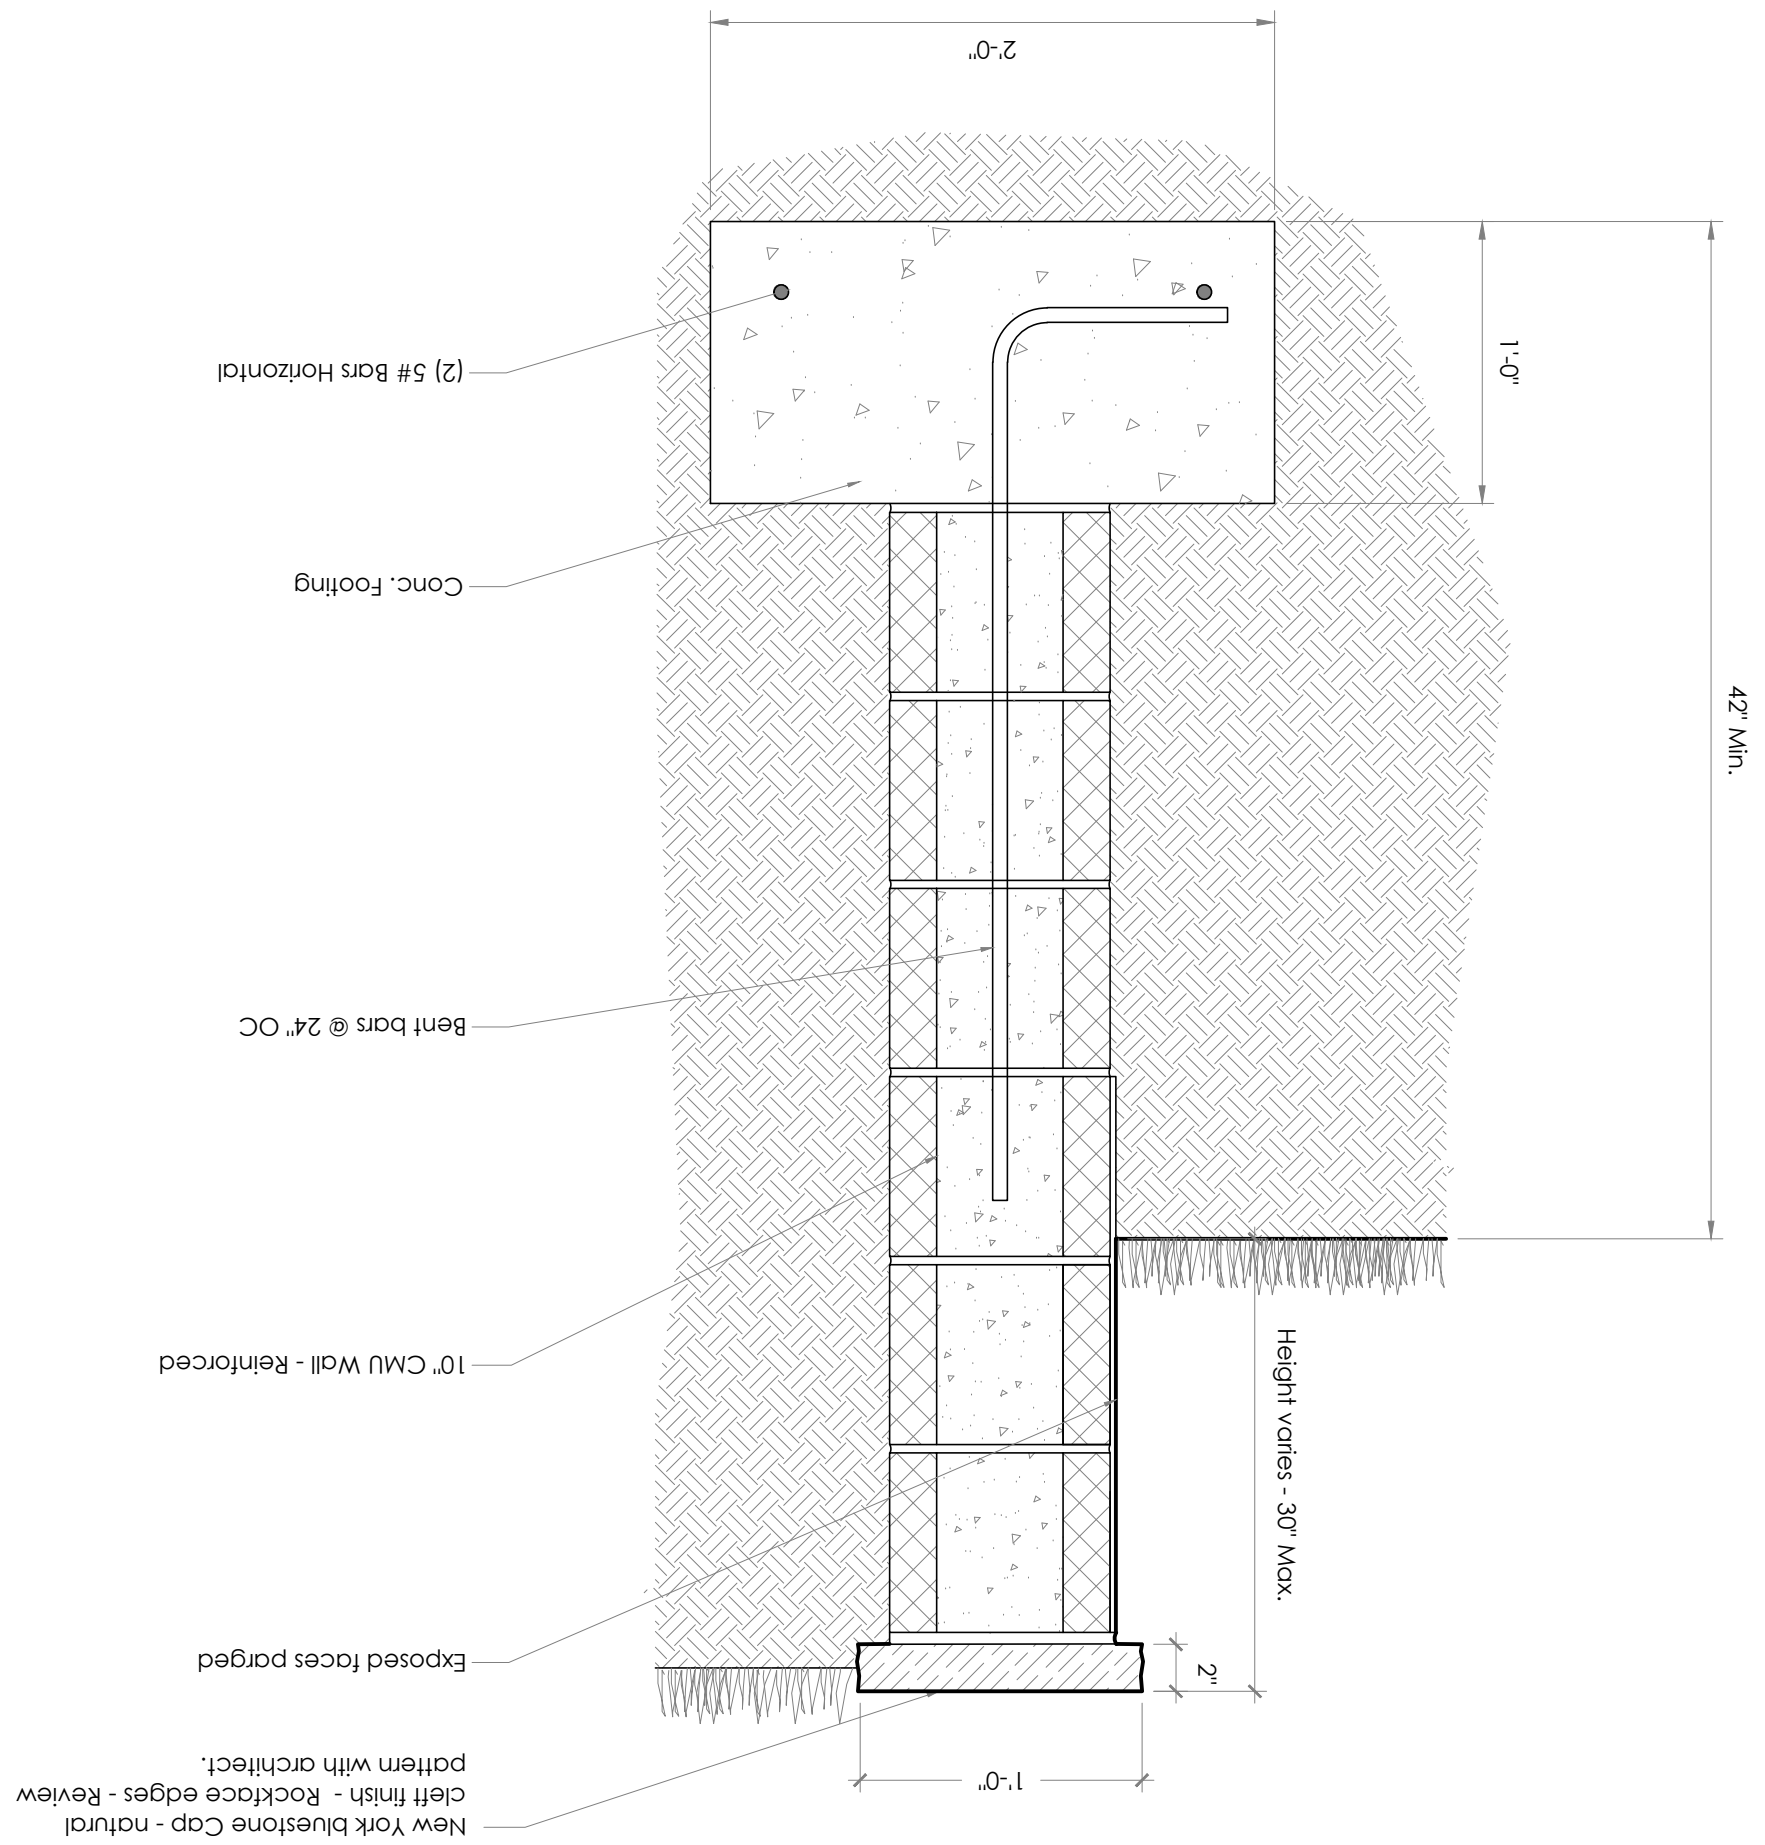 New York bluestone Cap - natural
cleft finish - Rockface edges - Review
pattern with architect.
1'-0"
2"
Exposed faces parged
Height varies - 30" Max.
10" CMU Wall - Reinforced
Bent bars @ 24" OC
42" Min.
Conc. Footing
(2) 5# Bars Horizontal
1'-0"
2'-0"